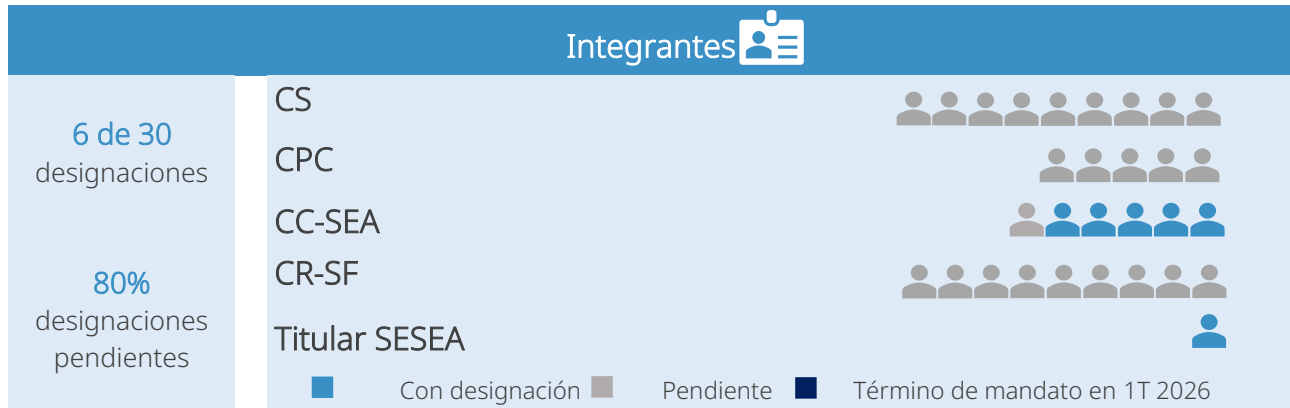 Integrantes
6 de 30
designaciones
80%
designaciones
pendientes
CS
CPC
CC-SEA
CR-SF
Titular SESEA
Con designación Pendiente Término de mandato en 1T 2026